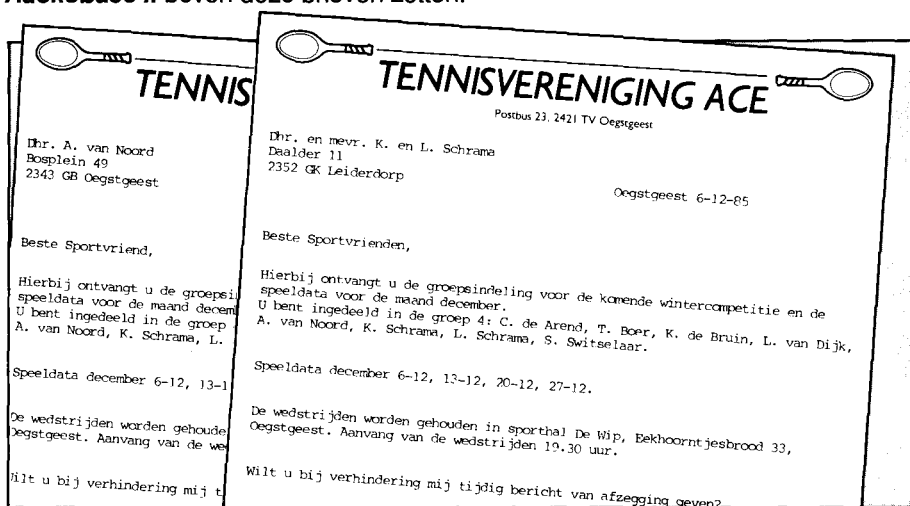 TENNIS
Dhr. A. van Noord
Bosplein 49
2343 GB Oegstgeest
Beste Sportvriend,
Hierbij ontvangt u de groepsi
speeldata voor de maand decem
U bent ingedeeld in de groep
A. van Noord, K. Schrama, L.
Speeldata december 6-12, 13-1
De wedstrijden worden gehoude
Oegstgeest. Aanvang van de we
Wilt u bij verhindering mij t
TENNISVERENIGING ACE
Postbus 23, 2421 TV Oegstgeest
Dhr. en mevr. K. en L. Schrama
Daalder 11
2352 GK Leiderdorp
Oegstgeest 6-12-85
Beste Sportvrienden,
Hierbij ontvangt u de groepsindeling voor de komende wintercompetitie en de
speeldata voor de maand december.
U bent ingedeeld in de groep 4: C. de Arend, T. Boer, K. de Bruin, L. van Dijk,
A. van Noord, K. Schrama, L. Schrama, S. Switselaar.
Speeldata december 6-12, 13-12, 20-12, 27-12.
De wedstrijden worden gehouden in sporthal De Wip, Eekhoorntjesbrood 33,
Oegstgeest. Aanvang van de wedstrijden 19.30 uur.
Wilt u bij verhindering mij tijdig bericht van afzegging geven?